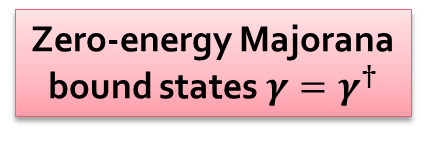 Zero-energy Majorana
bound states γ = γ†